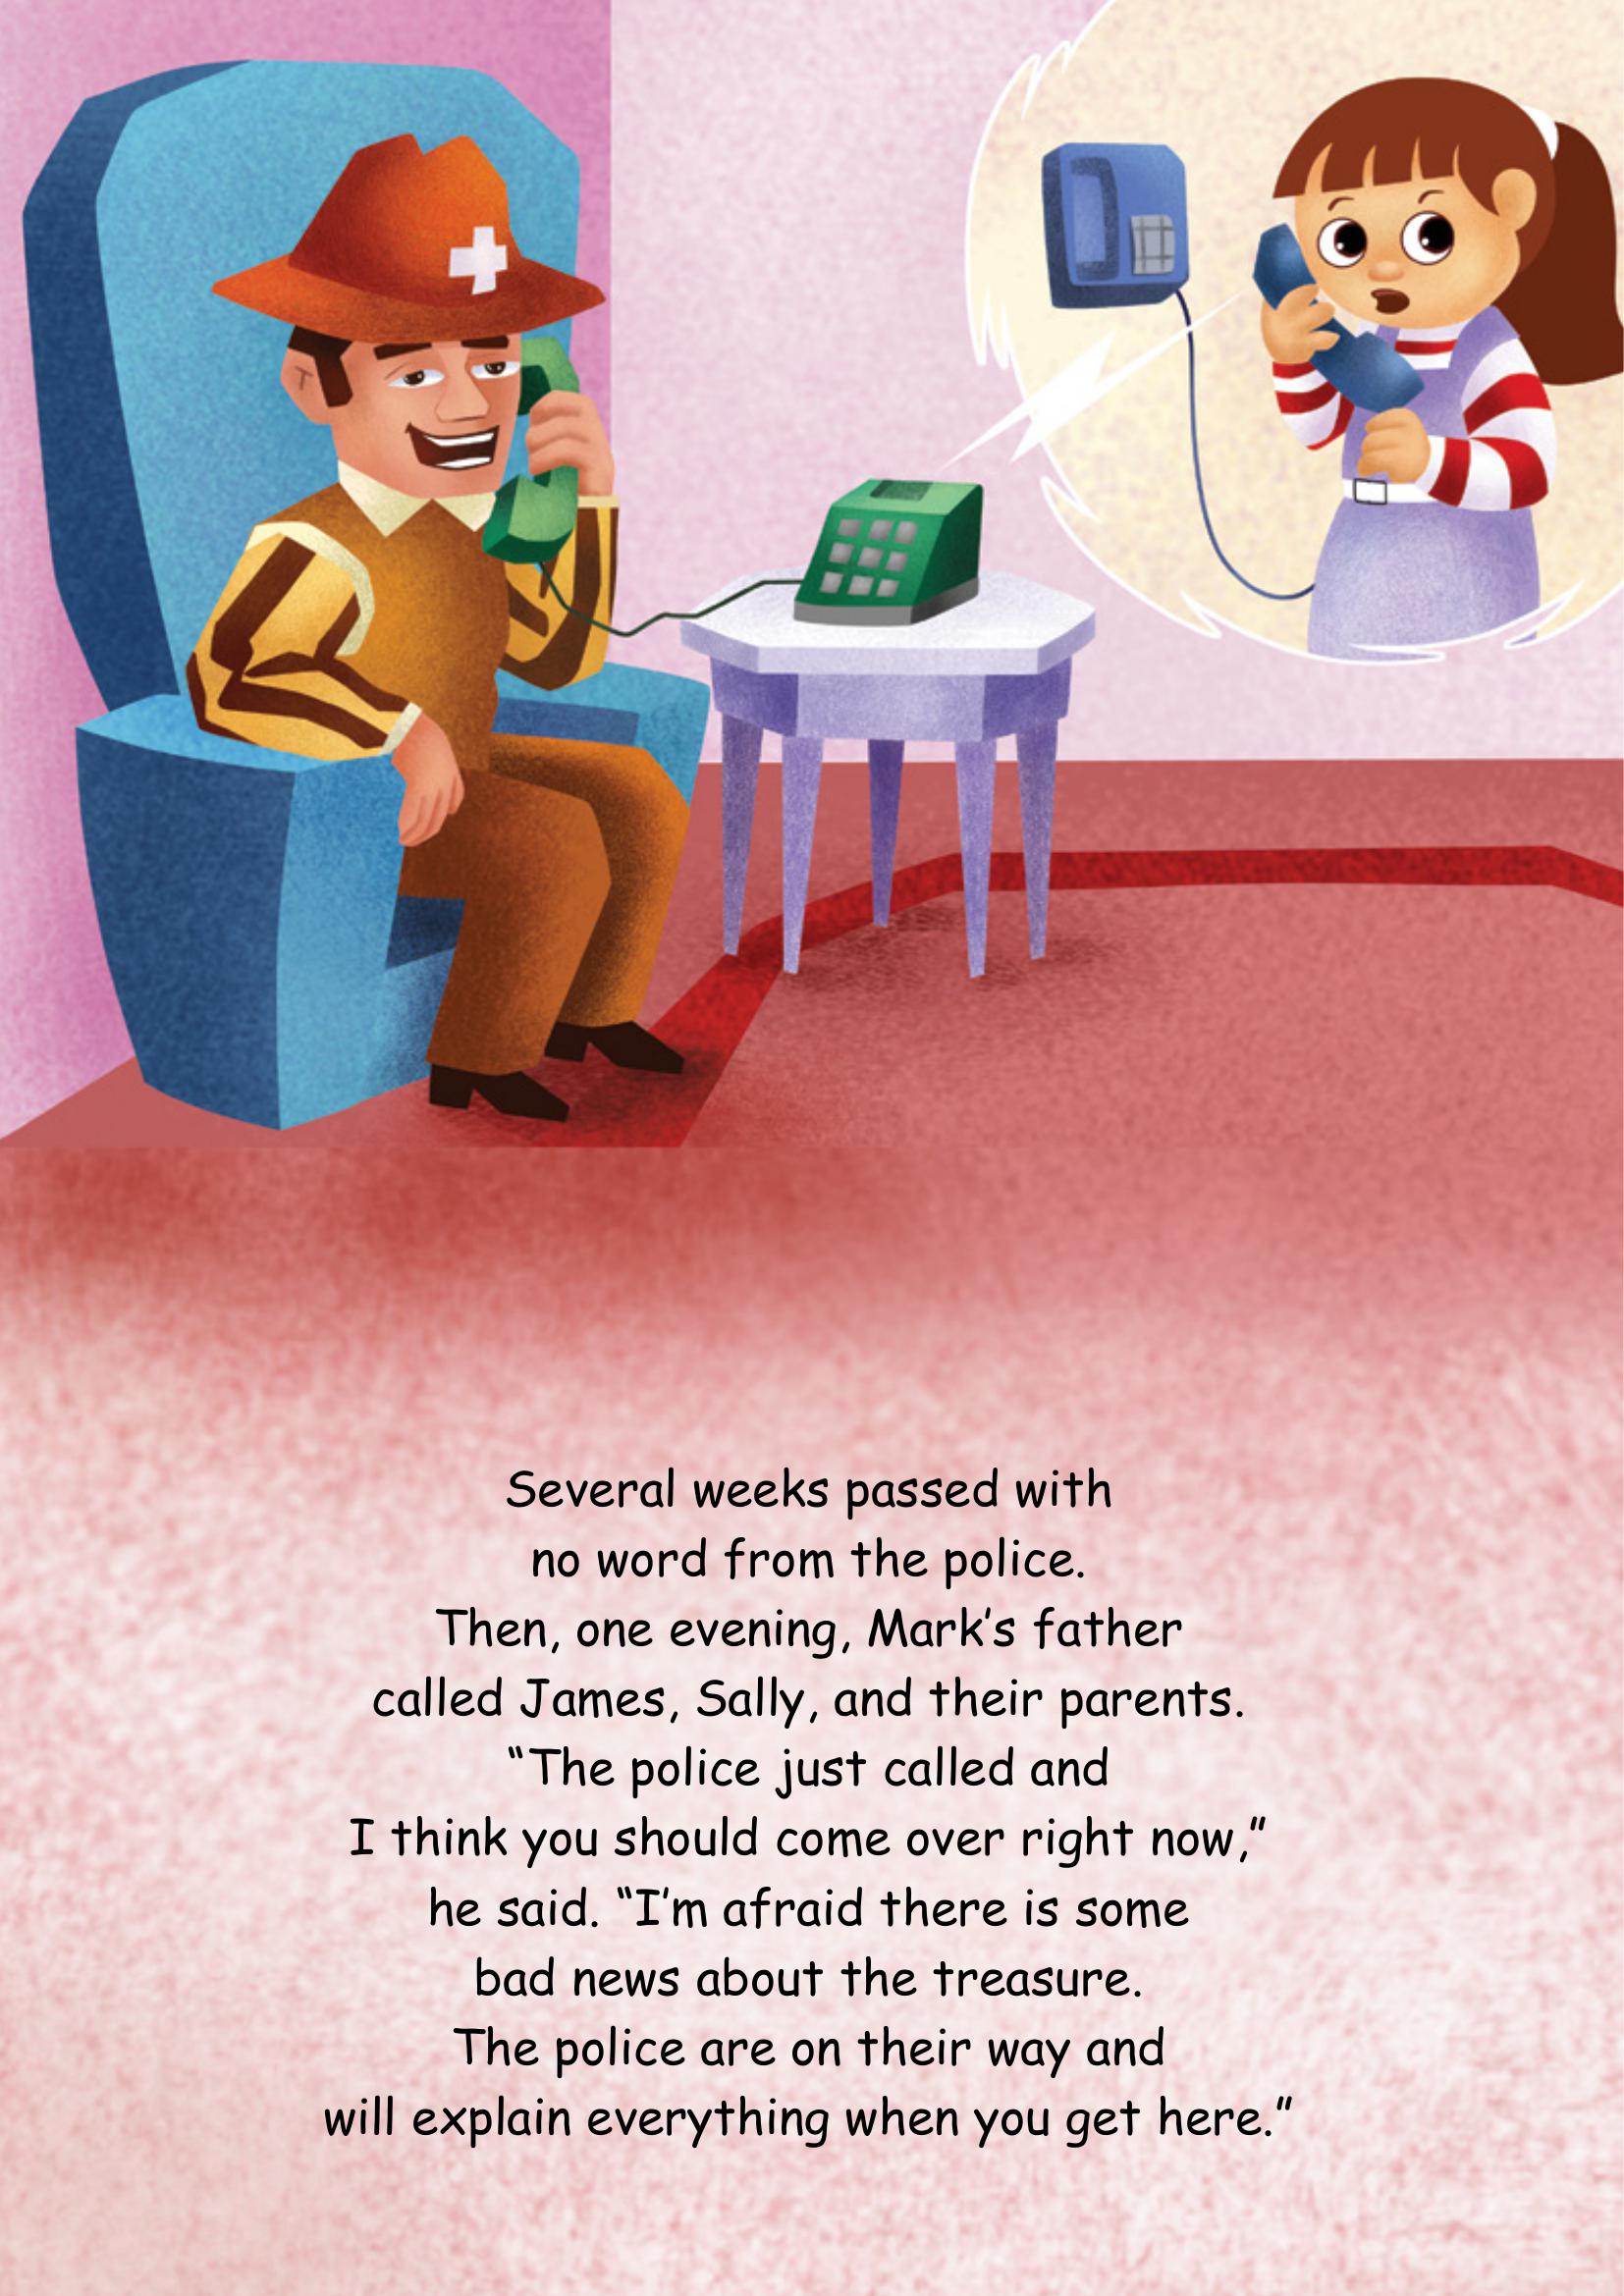 Several weeks passed with
no word from the police.
Then, one evening, Mark’s father
called James, Sally, and their parents.
“The police just called and
I think you should come over right now,”
he said. “I’m afraid there is some
bad news about the treasure.
The police are on their way and
will explain everything when you get here.”